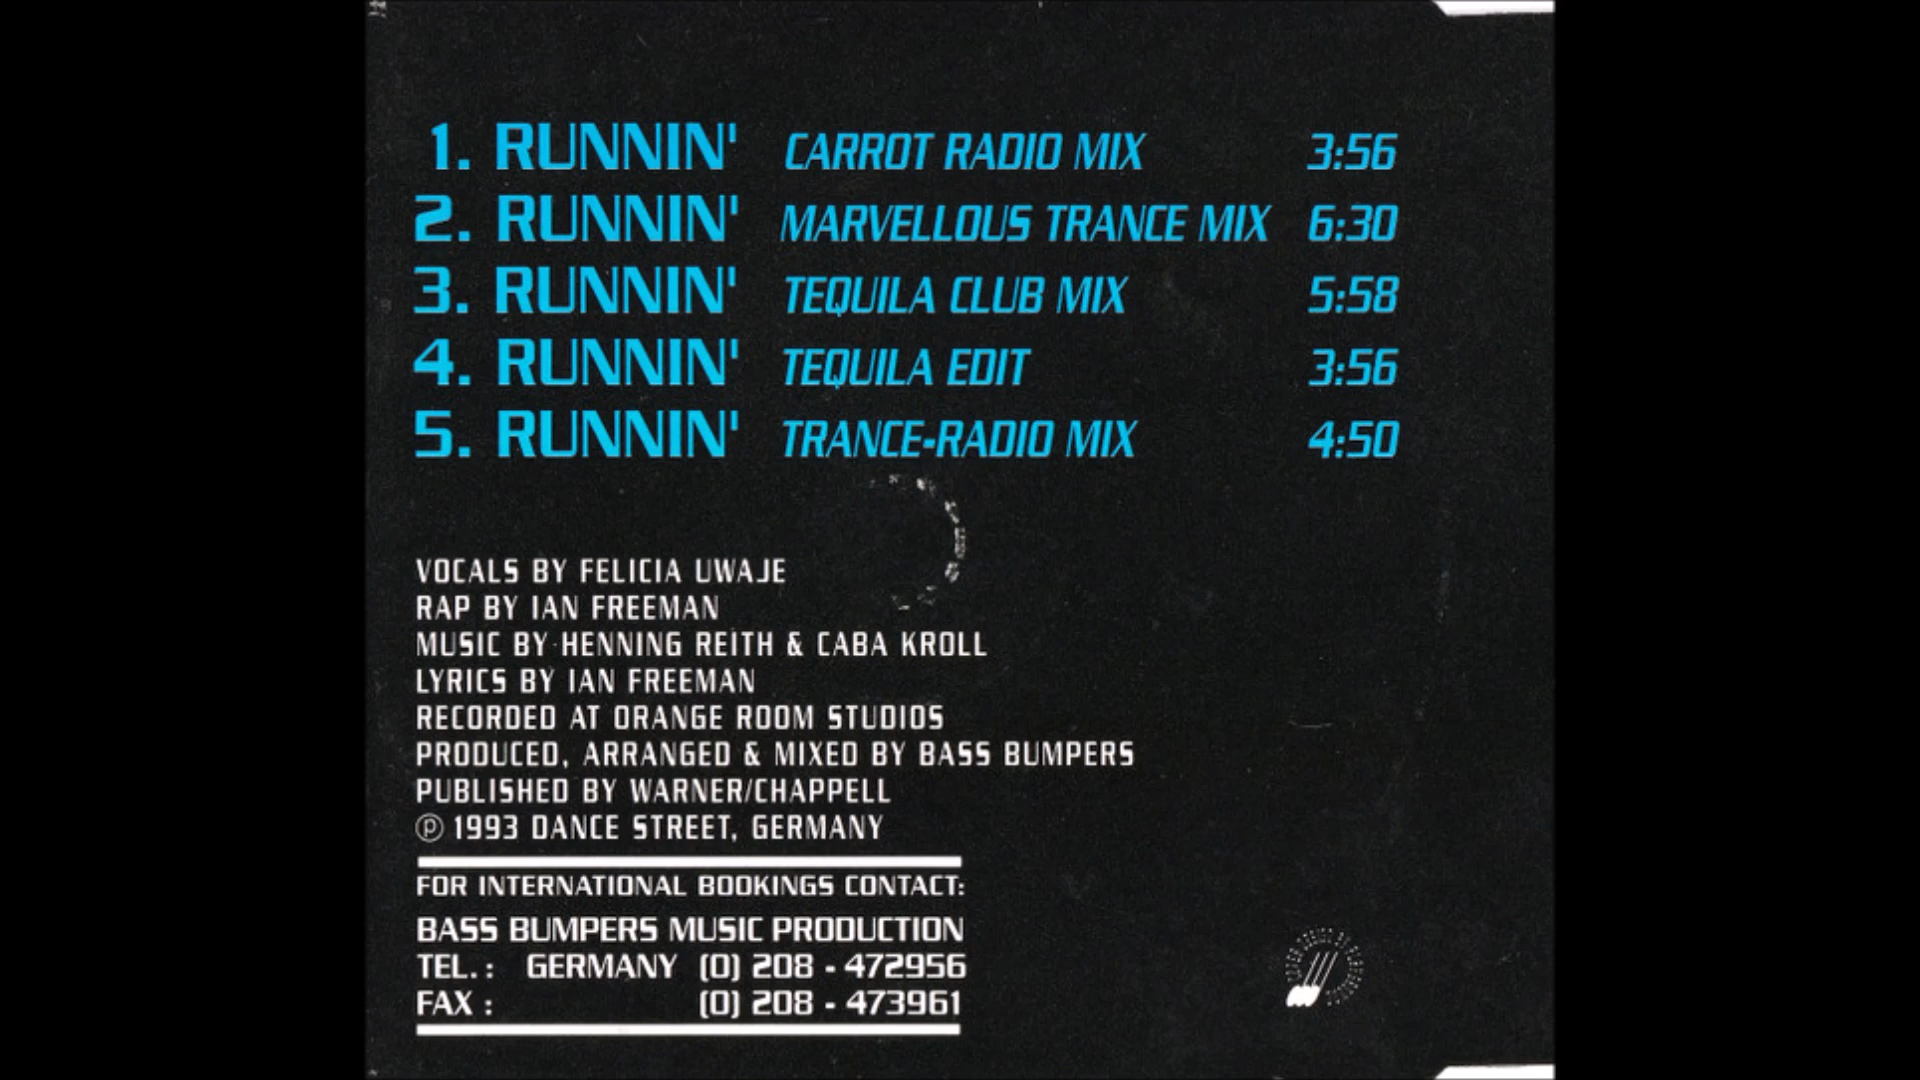 1. RUNNIN' CARROT RADIO MIX 3:56
2. RUNNIN' MARVELLOUS TRANCE MIX 6:30
3. RUNNIN' TEQUILA CLUB MIX 5:58
4. RUNNIN' TEQUILA EDIT 3:56
5. RUNNIN' TRANCE-RADIO MIX 4:50
VOCALS BY FELICIA UWAJE
RAP BY IAN FREEMAN
MUSIC BY HENNING REITH & CABA KROLL
LYRICS BY IAN FREEMAN
RECORDED AT ORANGE ROOM STUDIOS
PRODUCED, ARRANGED & MIXED BY BASS BUMPERS
PUBLISHED BY WARNER/CHAPPELL
℗ 1993 DANCE STREET, GERMANY
FOR INTERNATIONAL BOOKINGS CONTACT:
BASS BUMPERS MUSIC PRODUCTION
TEL.: GERMANY (0) 208 - 472956
FAX : (0) 208 - 473961